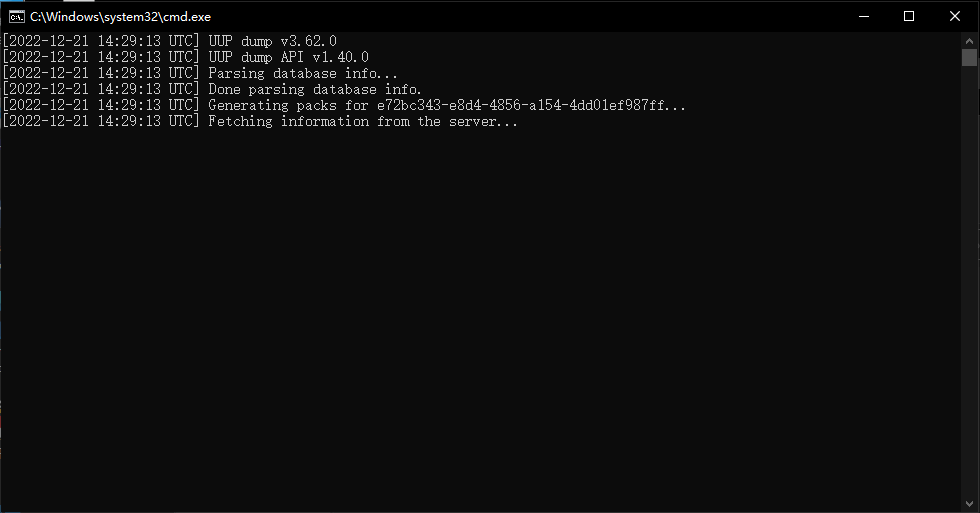 C:\Windows\system32\cmd.exe
[2022-12-21 14:29:13 UTC] UUP dump v3.62.0
[2022-12-21 14:29:13 UTC] UUP dump API v1.40.0
[2022-12-21 14:29:13 UTC] Parsing database info...
[2022-12-21 14:29:13 UTC] Done parsing database info.
[2022-12-21 14:29:13 UTC] Generating packs for e72bc343-e8d4-4856-a154-4dd01ef987ff...
[2022-12-21 14:29:13 UTC] Fetching information from the server...